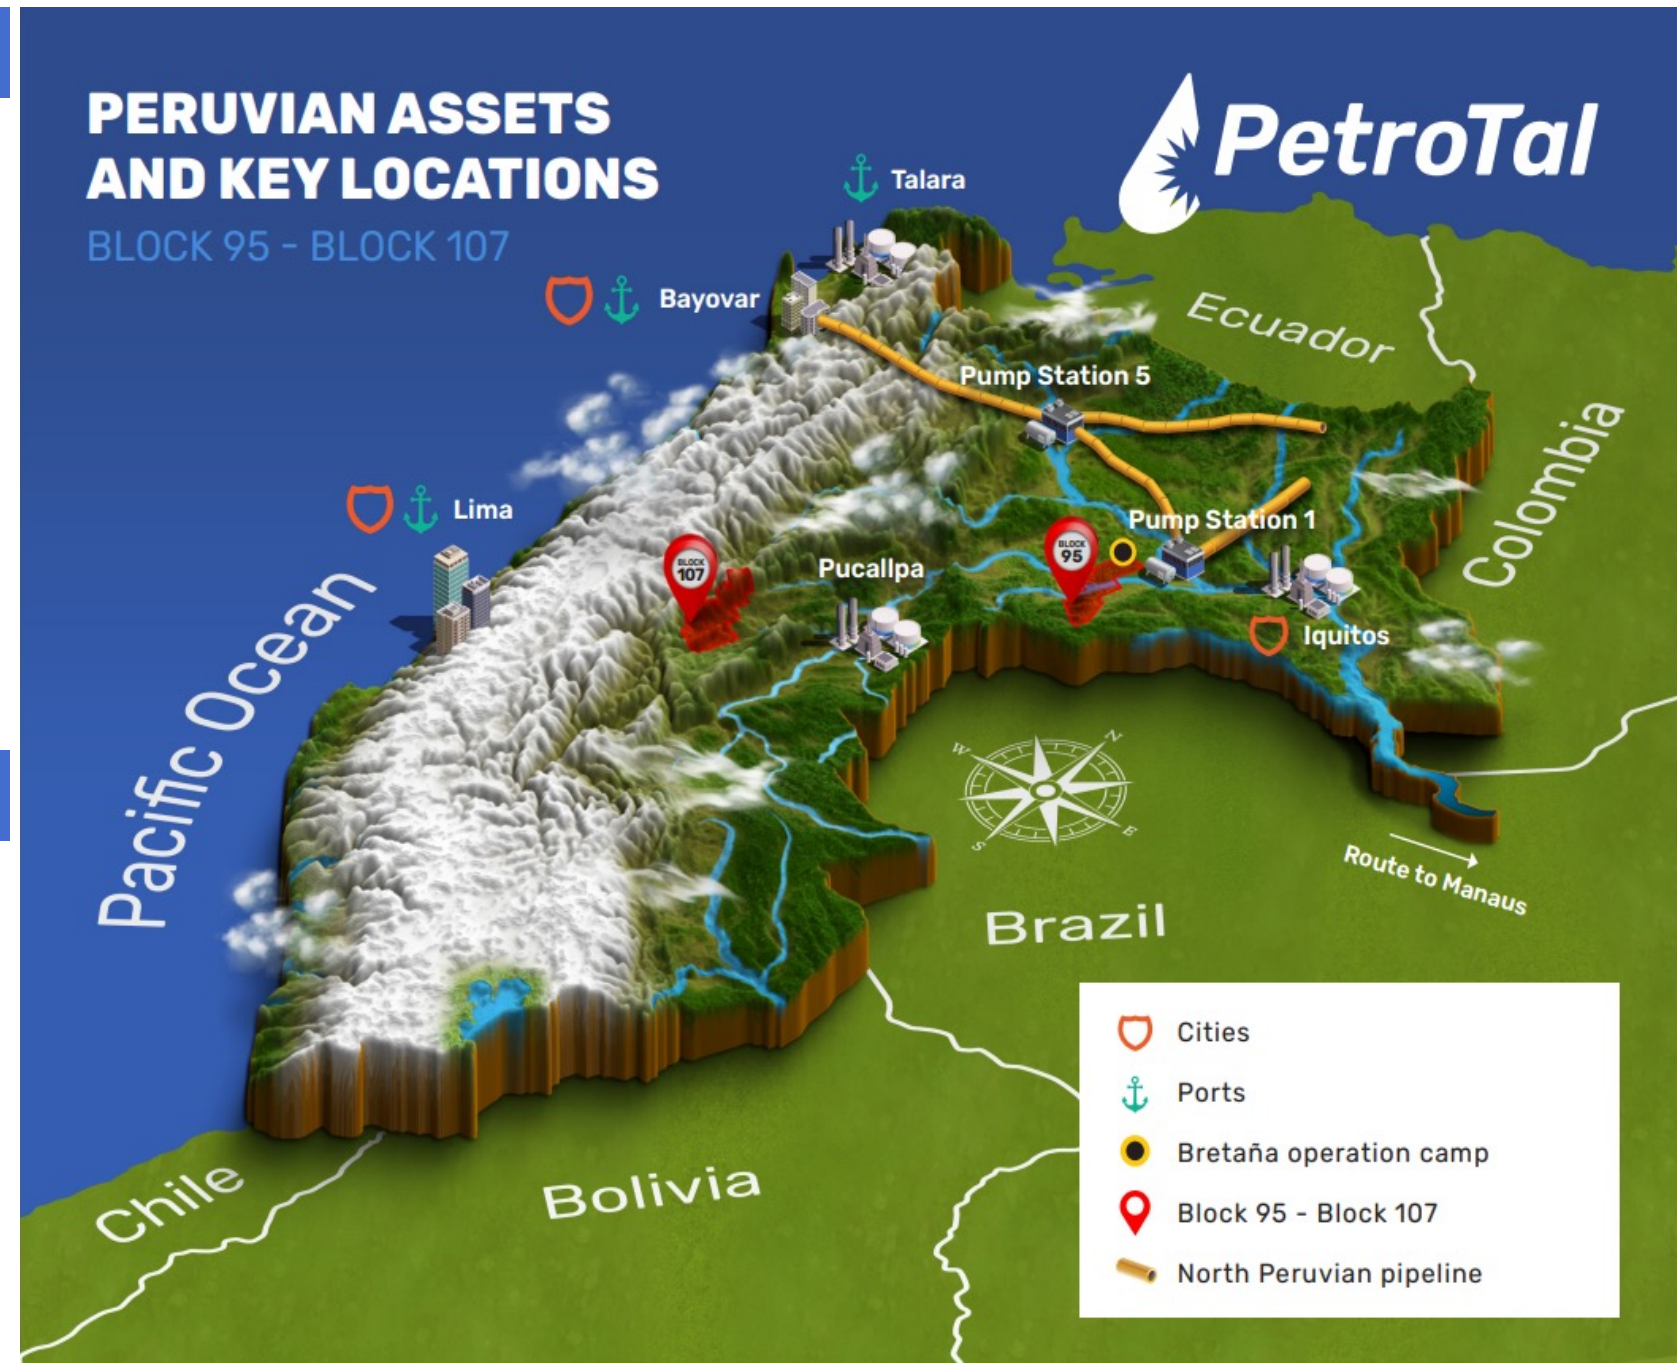 PERUVIAN ASSETS
AND KEY LOCATIONS
BLOCK 95 - BLOCK 107
PetroTal
Talara
Bayovar
Ecuador
Pump Station 5
Colombia
Lima
Pump Station 1
BLOCK
95
BLOCK
107
Pucallpa
Iquitos
Pacific Ocean
W
N
S
E
Route to Manaus
Brazil
Chile
Bolivia
Cities
Ports
Bretaña operation camp
Block 95 - Block 107
North Peruvian pipeline